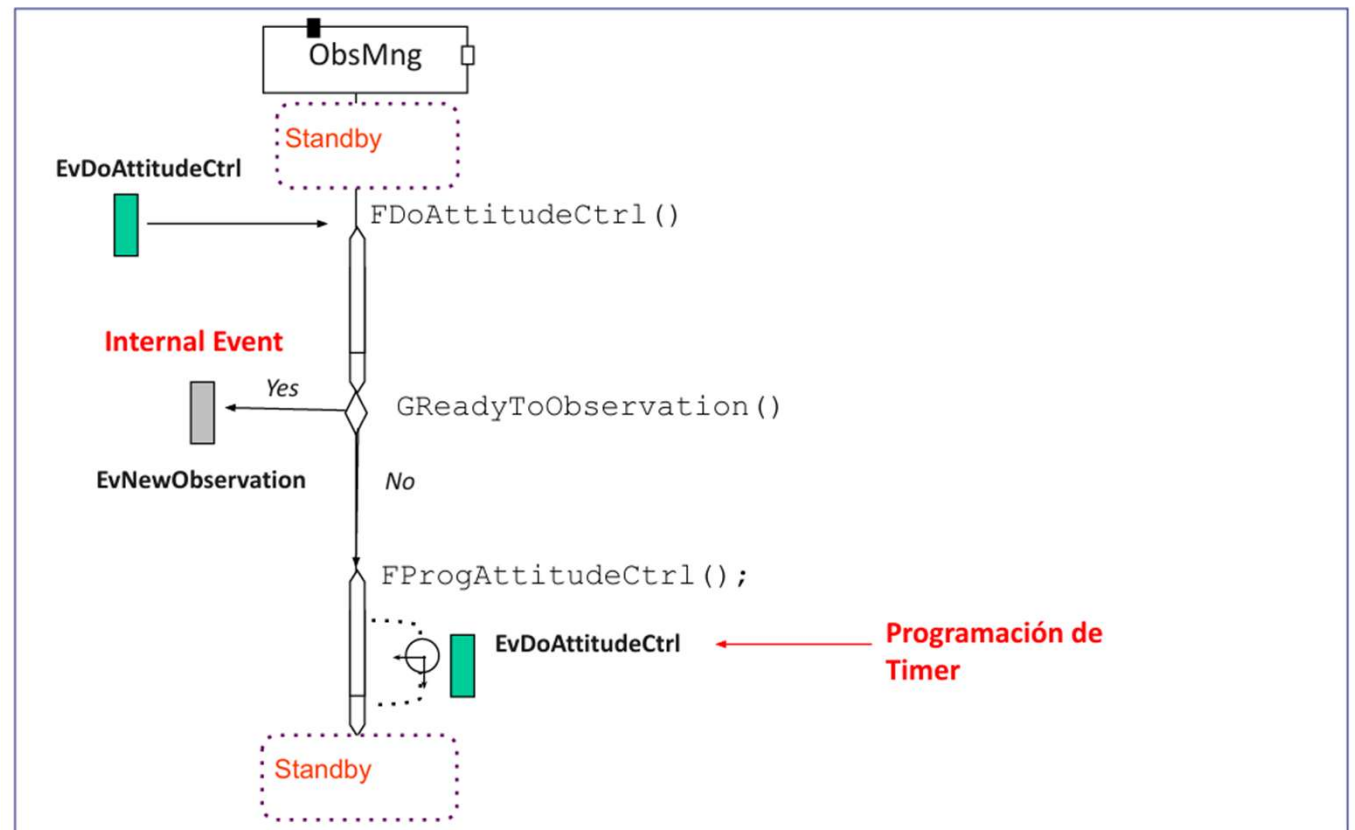 ObsMng
Standby
EvDoAttitudeCtrl
FDoAttitudeCtrl()
Internal Event
Yes
GReadyToObservation()
EvNewObservation
No
FProgAttitudeCtrl();
EvDoAttitudeCtrl
Programación de
Timer
Standby